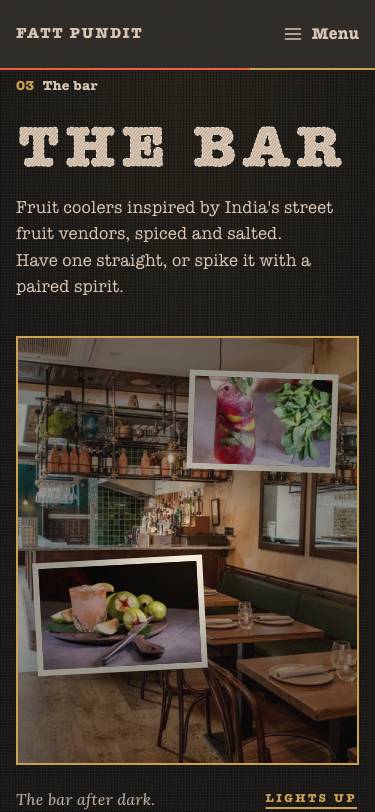 FATT PUNDIT
Menu
03 The bar
THE BAR
Fruit coolers inspired by India's street
fruit vendors, spiced and salted.
Have one straight, or spike it with a
paired spirit.
The bar after dark.
LIGHTS UP